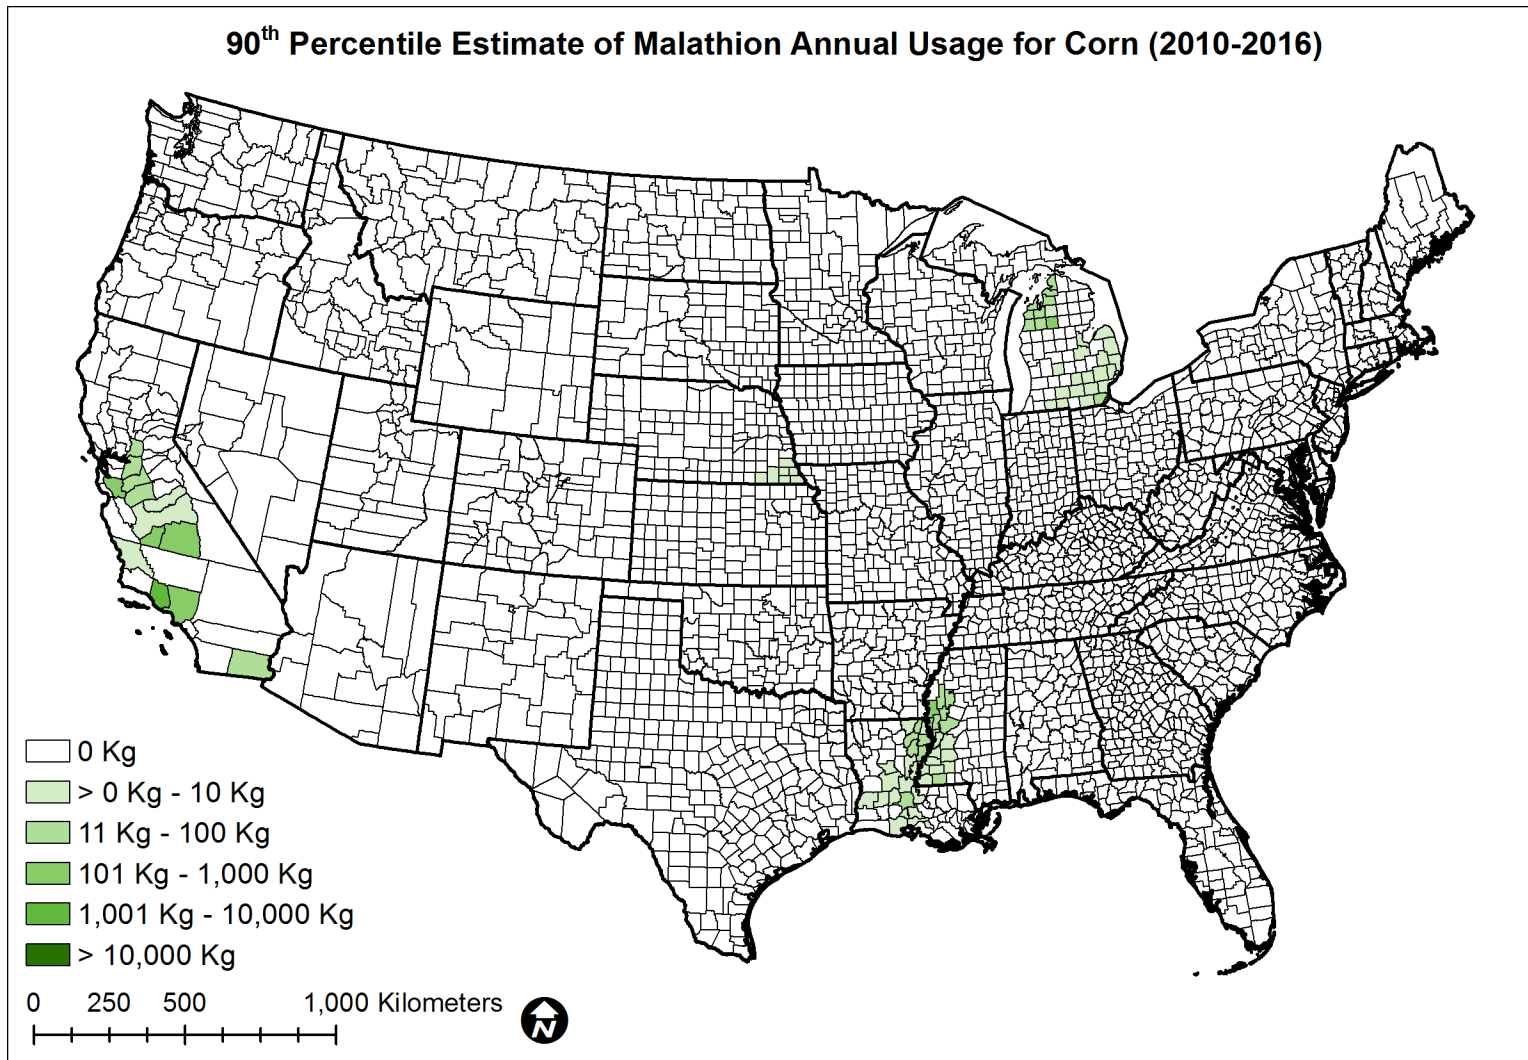 90th Percentile Estimate of Malathion Annual Usage for Corn (2010-2016)
0 Kg
> 0 Kg - 10 Kg
11 Kg - 100 Kg
101 Kg - 1,000 Kg
1,001 Kg - 10,000 Kg
> 10,000 Kg
0 250 500 1,000 Kilometers
N